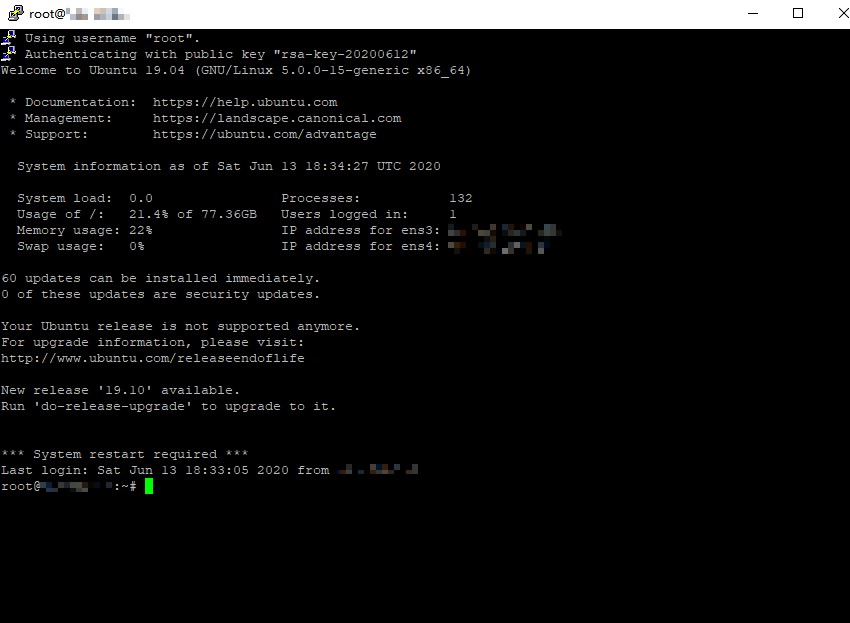 root@
Using username "root".
Authenticating with public key "rsa-key-20200612"
Welcome to Ubuntu 19.04 (GNU/Linux 5.0.0-15-generic x86_64)
* Documentation:  https://help.ubuntu.com
* Management:     https://landscape.canonical.com
* Support:        https://ubuntu.com/advantage
System information as of Sat Jun 13 18:34:27 UTC 2020
System load:  0.0                Processes:           132
Usage of /:   21.4% of 77.36GB   Users logged in:     1
Memory usage: 22%                IP address for ens3:
Swap usage:   0%                 IP address for ens4:
60 updates can be installed immediately.
0 of these updates are security updates.
Your Ubuntu release is not supported anymore.
For upgrade information, please visit:
http://www.ubuntu.com/releaseendoflife
New release '19.10' available.
Run 'do-release-upgrade' to upgrade to it.
*** System restart required ***
Last login: Sat Jun 13 18:33:05 2020 from
root@:~#